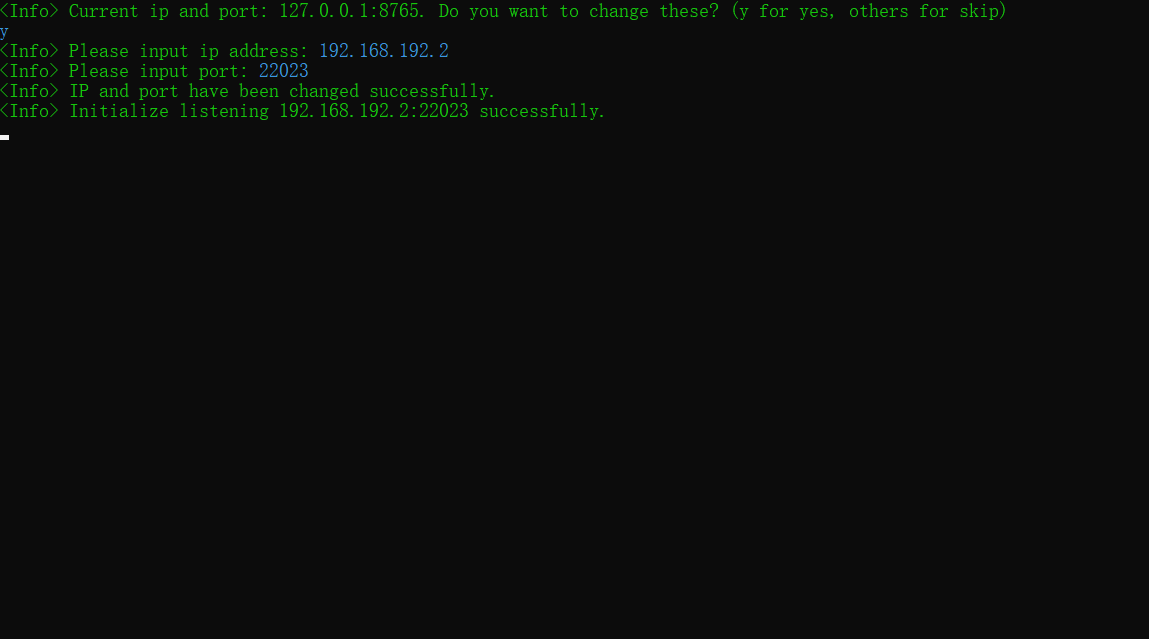 <Info> Current ip and port: 127.0.0.1:8765. Do you want to change these? (y for yes, others for skip)
y
<Info> Please input ip address: 192.168.192.2
<Info> Please input port: 22023
<Info> IP and port have been changed successfully.
<Info> Initialize listening 192.168.192.2:22023 successfully.